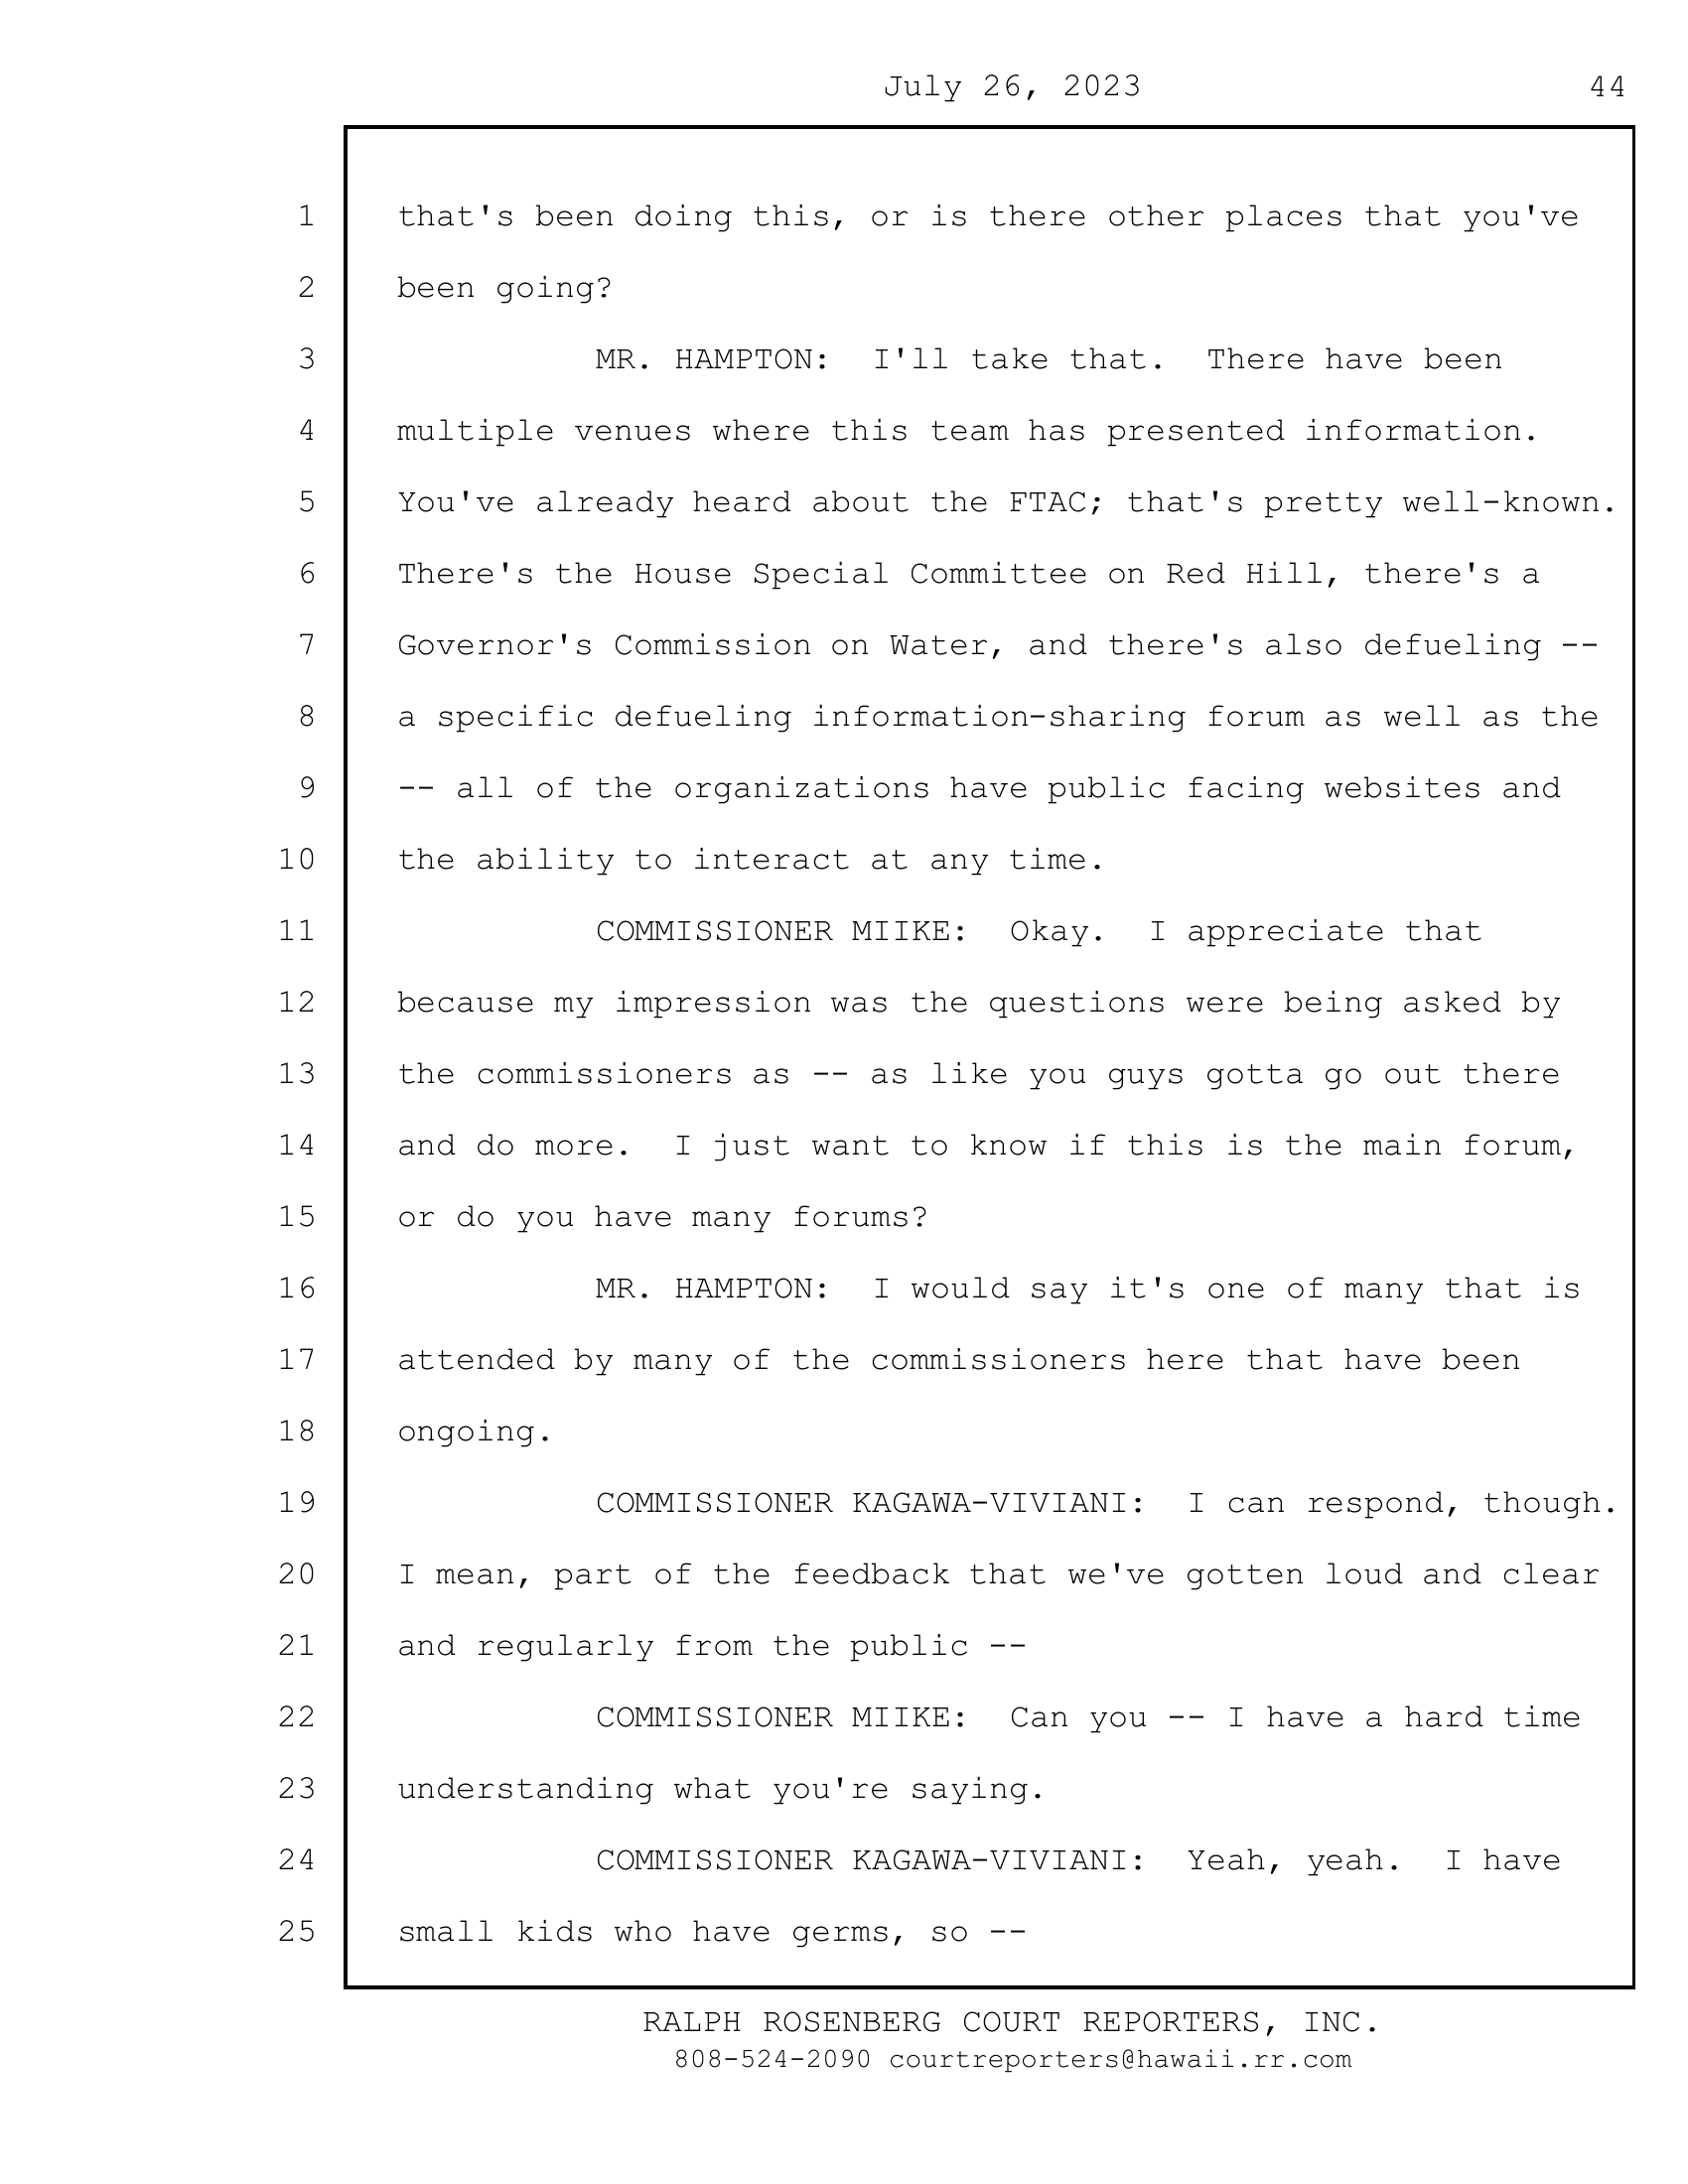 July 26, 2023 44
1 that's been doing this, or is there other places that you've
2 been going?
3 MR. HAMPTON: I'll take that. There have been
4 multiple venues where this team has presented information.
5 You've already heard about the FTAC; that's pretty well-known.
6 There's the House Special Committee on Red Hill, there's a
7 Governor's Commission on Water, and there's also defueling --
8 a specific defueling information-sharing forum as well as the
9 -- all of the organizations have public facing websites and
10 the ability to interact at any time.
11 COMMISSIONER MIIKE: Okay. I appreciate that
12 because my impression was the questions were being asked by
13 the commissioners as -- as like you guys gotta go out there
14 and do more. I just want to know if this is the main forum,
15 or do you have many forums?
16 MR. HAMPTON: I would say it's one of many that is
17 attended by many of the commissioners here that have been
18 ongoing.
19 COMMISSIONER KAGAWA-VIVIANI: I can respond, though.
20 I mean, part of the feedback that we've gotten loud and clear
21 and regularly from the public --
22 COMMISSIONER MIIKE: Can you -- I have a hard time
23 understanding what you're saying.
24 COMMISSIONER KAGAWA-VIVIANI: Yeah, yeah. I have
25 small kids who have germs, so --
RALPH ROSENBERG COURT REPORTERS, INC.
808-524-2090 courtreporters@hawaii.rr.com